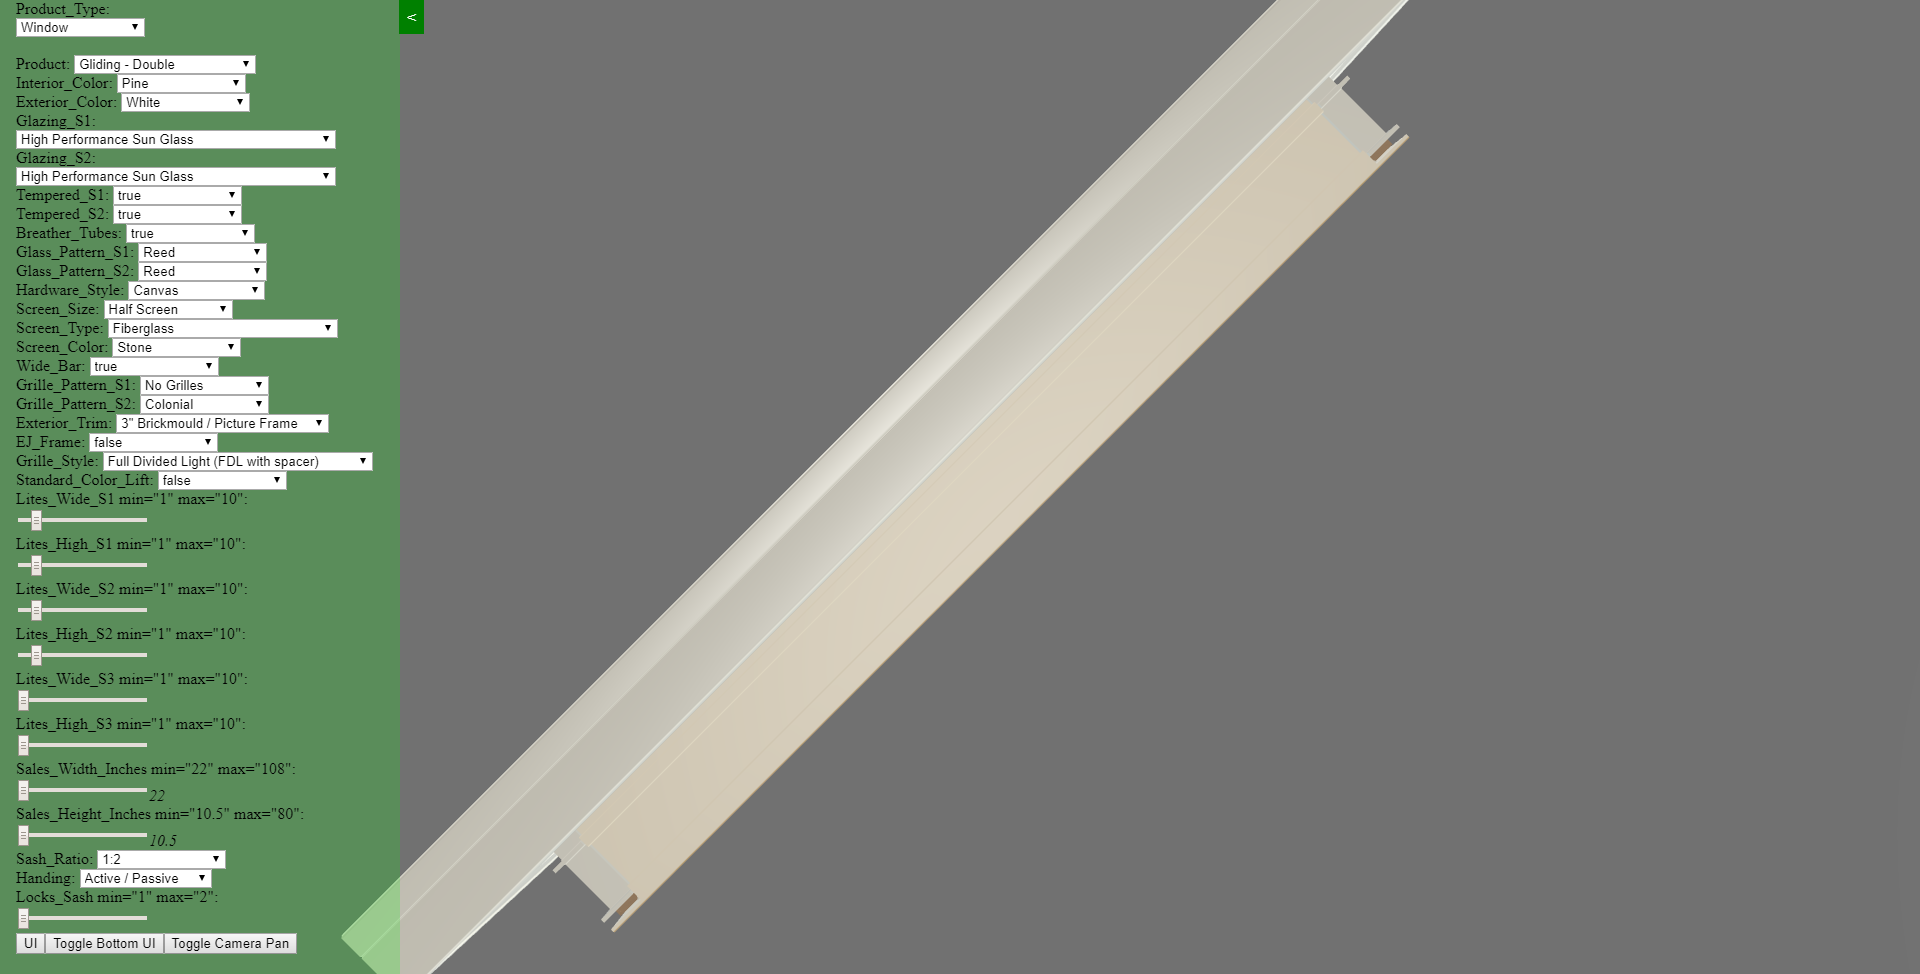 Product_Type:
Window
<
Product: Gliding - Double
Interior_Color: Pine
Exterior_Color: White
Glazing_S1:
High Performance Sun Glass
Glazing_S2:
High Performance Sun Glass
Tempered_S1: true
Tempered_S2: true
Breather_Tubes: true
Glass_Pattern_S1: Reed
Glass_Pattern_S2: Reed
Hardware_Style: Canvas
Screen_Size: Half Screen
Screen_Type: Fiberglass
Screen_Color: Stone
Wide_Bar: true
Grille_Pattern_S1: No Grilles
Grille_Pattern_S2: Colonial
Exterior_Trim: 3" Brickmould / Picture Frame
EJ_Frame: false
Grille_Style: Full Divided Light (FDL with spacer)
Standard_Color_Lift: false
Lites_Wide_S1 min="1" max="10":
Lites_High_S1 min="1" max="10":
Lites_Wide_S2 min="1" max="10":
Lites_High_S2 min="1" max="10":
Lites_Wide_S3 min="1" max="10":
Lites_High_S3 min="1" max="10":
Sales_Width_Inches min="22" max="108":
22
Sales_Height_Inches min="10.5" max="80":
10.5
Sash_Ratio: 1:2
Handing: Active / Passive
Locks_Sash min="1" max="2":
UI Toggle Bottom UI Toggle Camera Pan